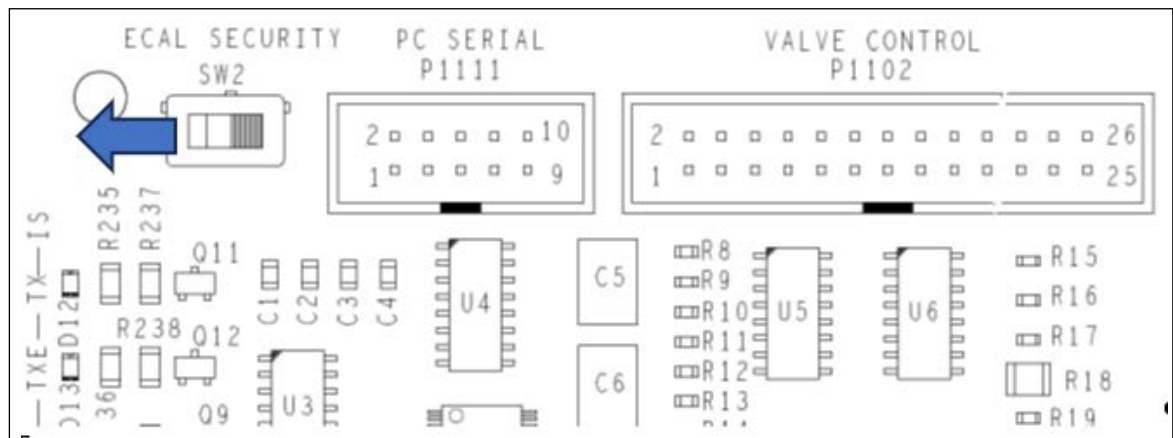 ECAL SECURITY
SW2
PC SERIAL
P1111
VALVE CONTROL
P1102
2
10
1
9
2
26
1
25
TX—IS
R235
R237
Q11
D12
C1
C2
C3
C4
U4
C5
R8
R9
R10
R11
R12
R13
U5
U6
R15
R16
R17
R18
R19
TXE
R238
Q12
D13
36
Q9
U3
C6